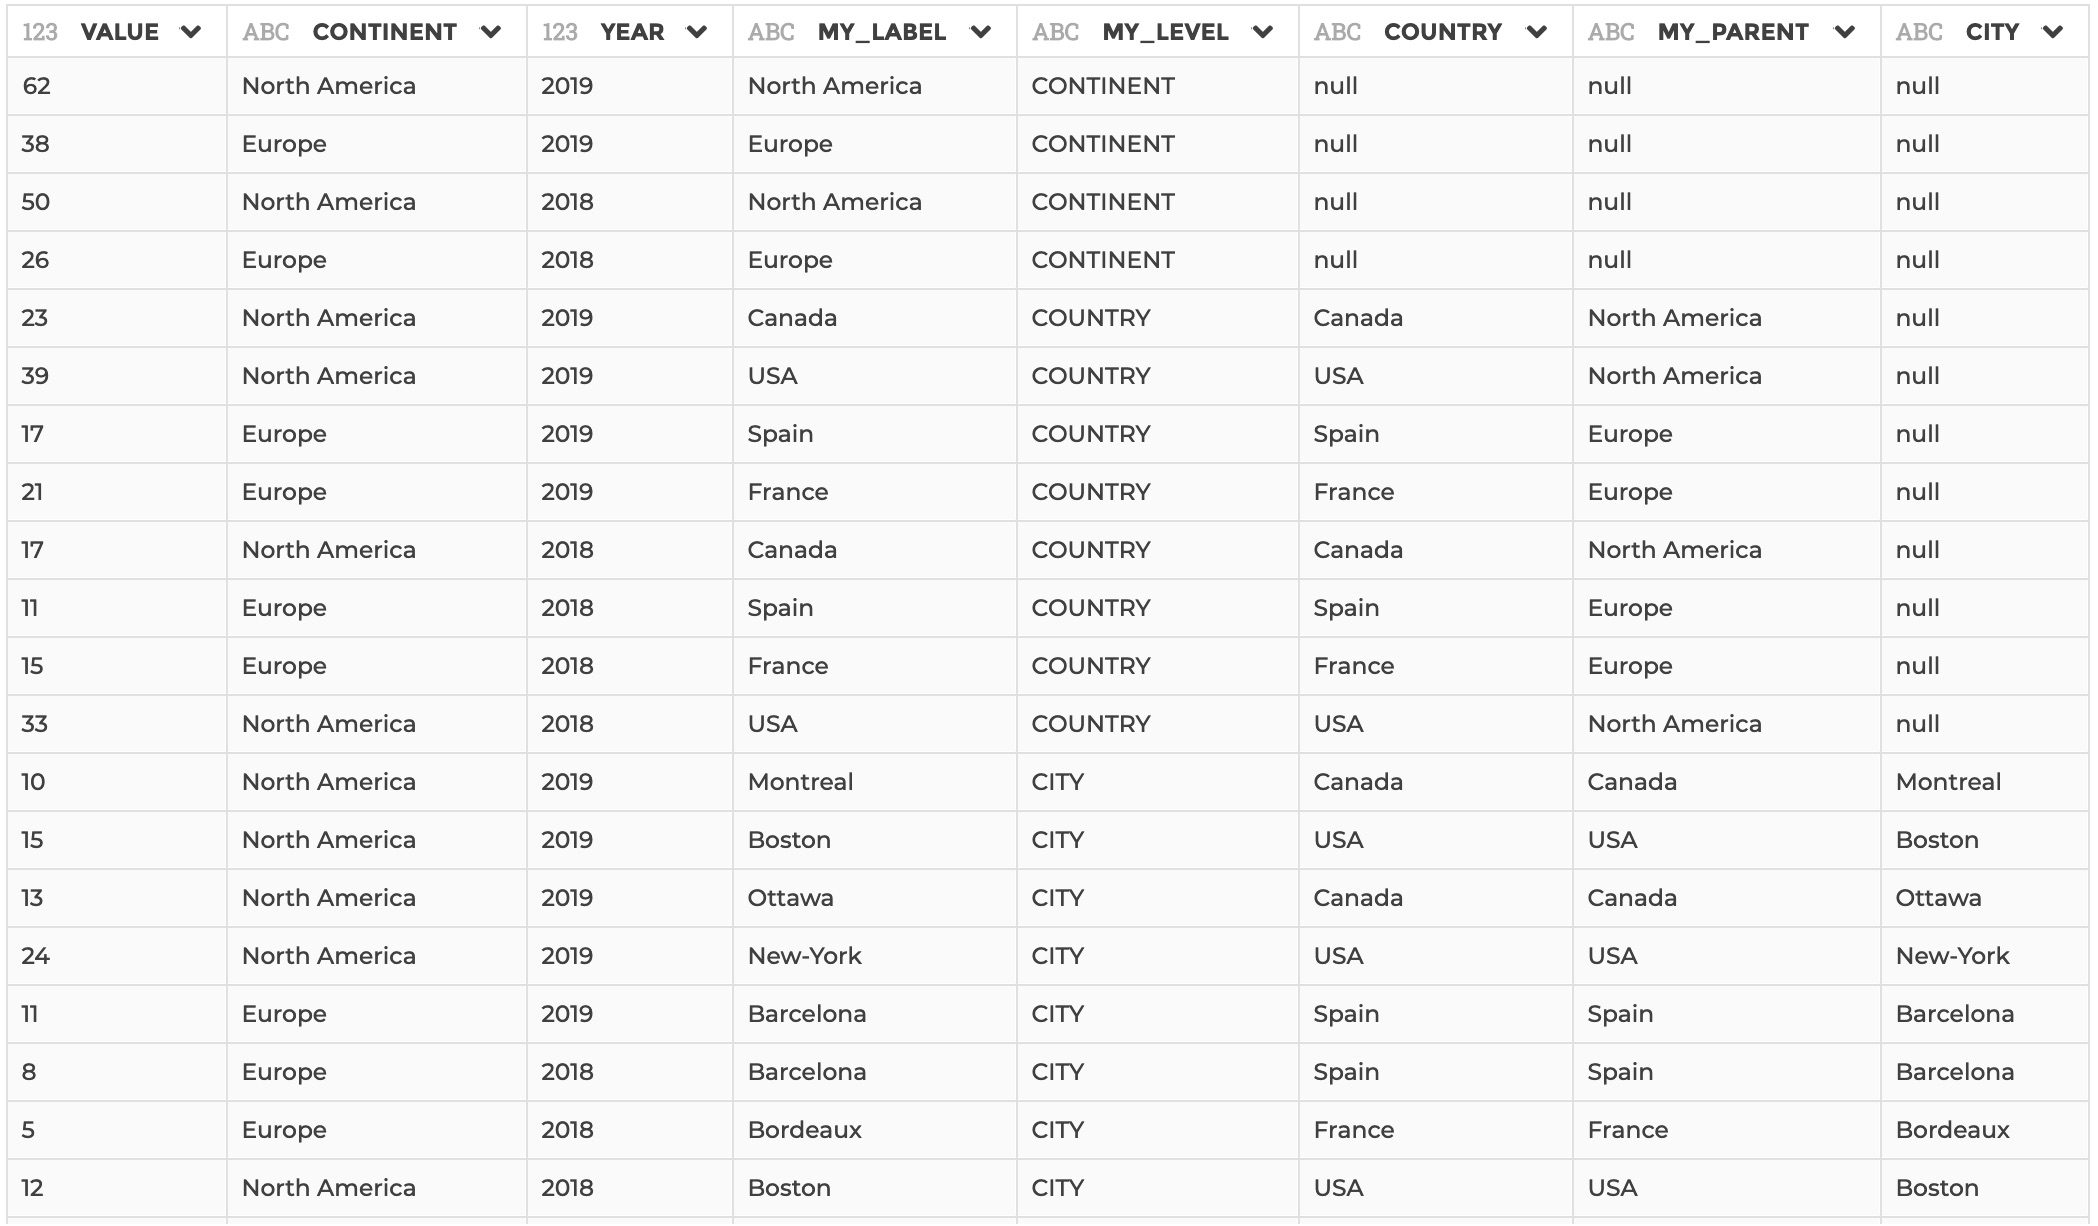 123 VALUE ABC CONTINENT 123 YEAR ABC MY_LABEL ABC MY_LEVEL ABC COUNTRY ABC MY_PARENT ABC CITY
62 North America 2019 North America CONTINENT null null null
38 Europe 2019 Europe CONTINENT null null null
50 North America 2018 North America CONTINENT null null null
26 Europe 2018 Europe CONTINENT null null null
23 North America 2019 Canada COUNTRY Canada North America null
39 North America 2019 USA COUNTRY USA North America null
17 Europe 2019 Spain COUNTRY Spain Europe null
21 Europe 2019 France COUNTRY France Europe null
17 North America 2018 Canada COUNTRY Canada North America null
11 Europe 2018 Spain COUNTRY Spain Europe null
15 Europe 2018 France COUNTRY France Europe null
33 North America 2018 USA COUNTRY USA North America null
10 North America 2019 Montreal CITY Canada Canada Montreal
15 North America 2019 Boston CITY USA USA Boston
13 North America 2019 Ottawa CITY Canada Canada Ottawa
24 North America 2019 New-York CITY USA USA New-York
11 Europe 2019 Barcelona CITY Spain Spain Barcelona
8 Europe 2018 Barcelona CITY Spain Spain Barcelona
5 Europe 2018 Bordeaux CITY France France Bordeaux
12 North America 2018 Boston CITY USA USA Boston